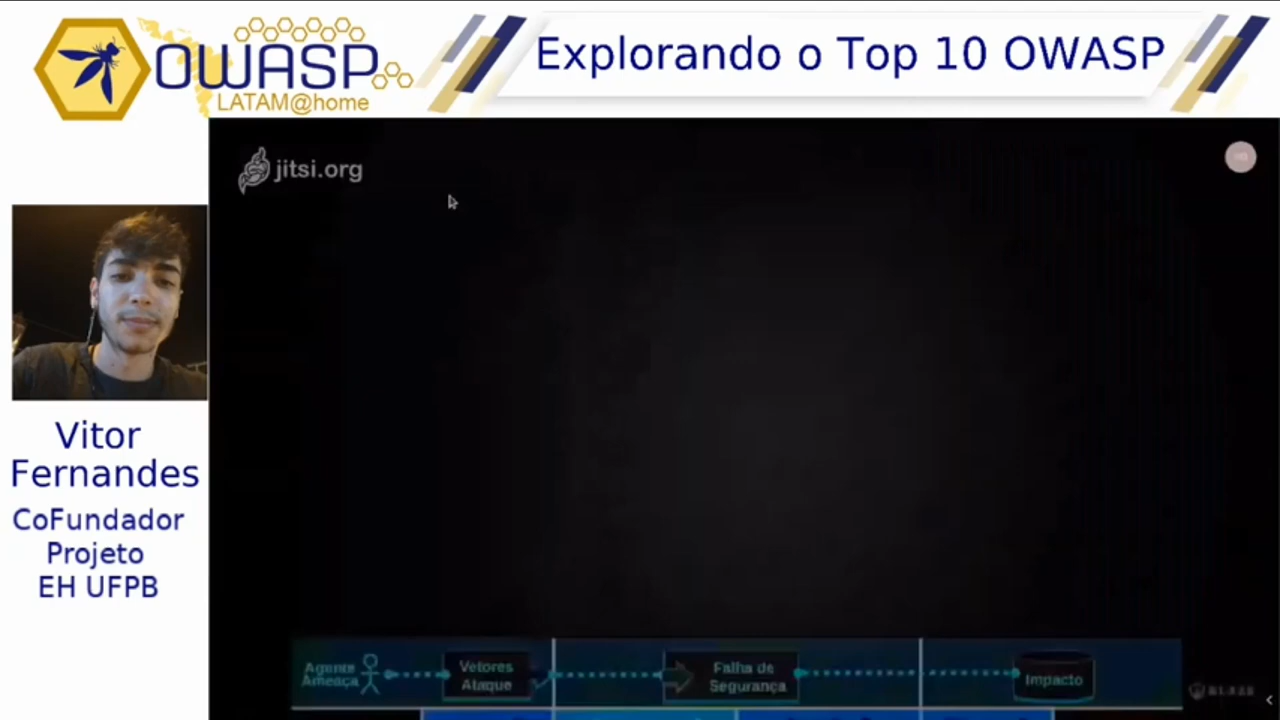 OWASP
LATAM@home
Explorando o Top 10 OWASP
jitsi.org
Vitor
Fernandes
CoFundador
Projeto
EH UFPB
Agente
Ameaça
Vetores
Ataque
Falha de
Segurança
Impacto